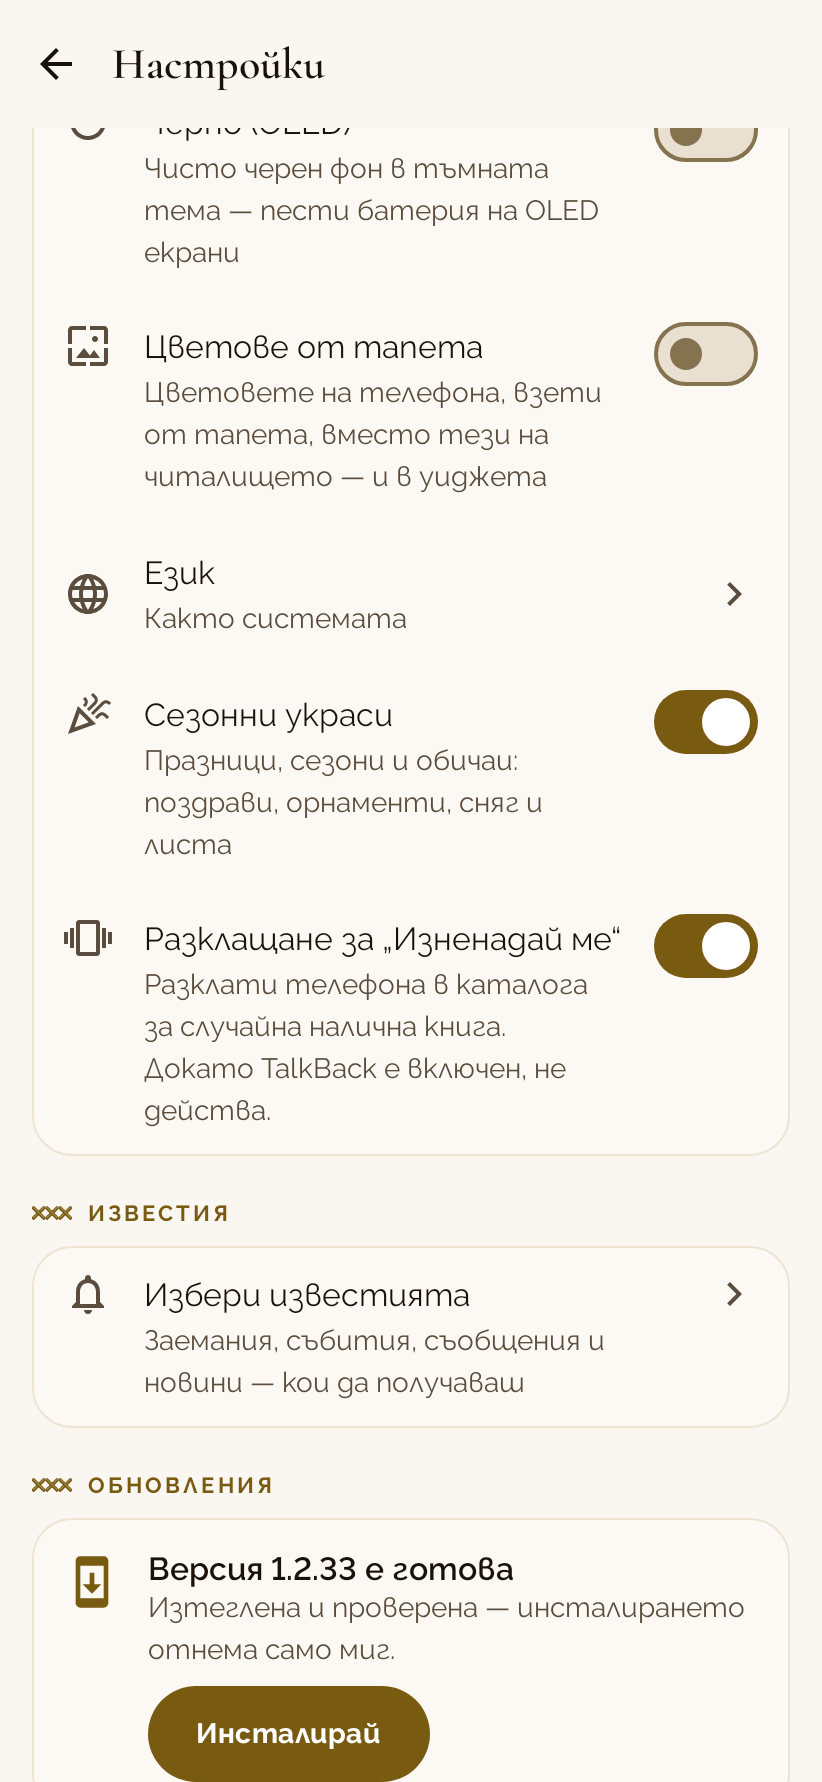 Настройки
Черно (OLED)
Чисто черен фон в тъмната
тема — пести батерия на OLED
екрани
Цветове от тапета
Цветовете на телефона, взети
от тапета, вместо тези на
читалището — и в уиджета
Език
Както системата
Сезонни украси
Празници, сезони и обичаи:
поздрави, орнаменти, сняг и
листа
Разклащане за „Изненадай ме“
Разклати телефона в каталога
за случайна налична книга.
Докато TalkBack е включен, не
действа.
ИЗВЕСТИЯ
Избери известията
Заемания, събития, съобщения и
новини — кои да получаваш
ОБНОВЛЕНИЯ
Версия 1.2.33 е готова
Изтеглена и проверена — инсталирането
отнема само миг.
Инсталирай